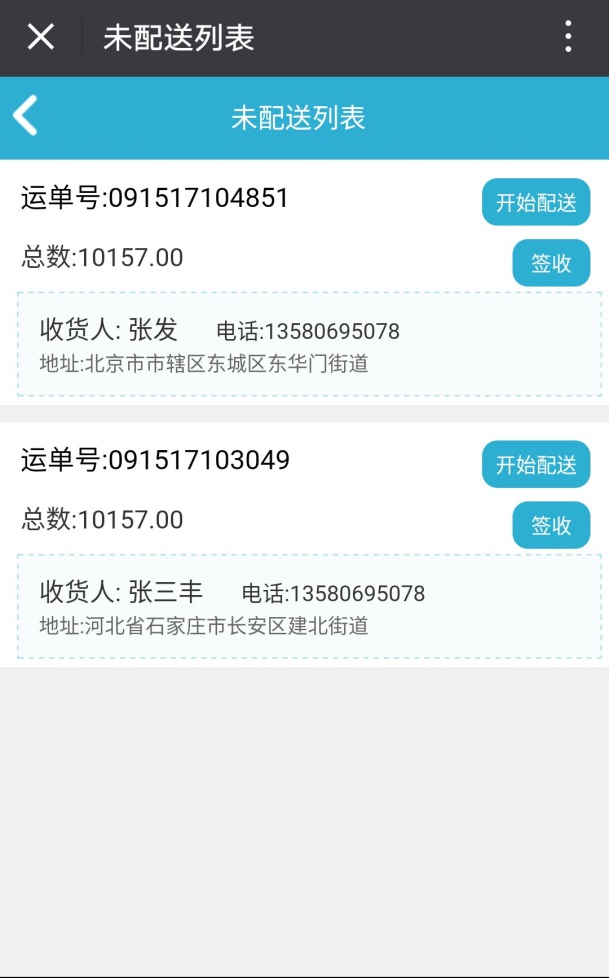 未配送列表
未配送列表
运单号:091517104851
开始配送
总数:10157.00
签收
收货人: 张发 电话:13580695078
地址:北京市市辖区东城区东华门街道
运单号:091517103049
开始配送
总数:10157.00
签收
收货人: 张三丰 电话:13580695078
地址:河北省石家庄市长安区建北街道